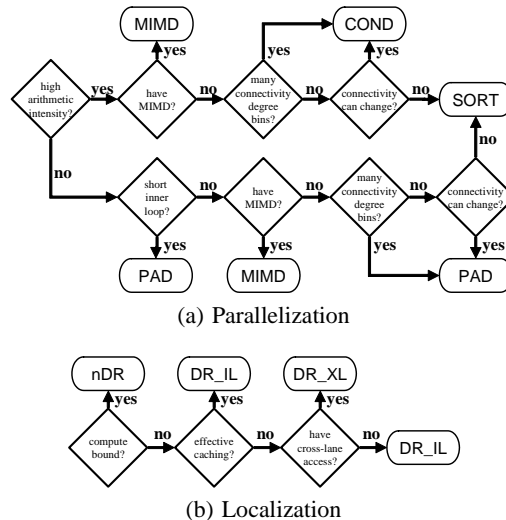 MIMD
COND
yes
yes
yes
high
arithmetic
intensity?
yes
have
MIMD?
no
many
connectivity
degree
bins?
no
connectivity
can change?
no
SORT
no
no
short
inner
loop?
no
have
MIMD?
no
many
connectivity
degree
bins?
no
connectivity
can change?
yes
yes
yes
yes
PAD
MIMD
PAD
(a) Parallelization
nDR
DR_IL
DR_XL
yes
yes
yes
compute
bound?
no
effective
caching?
no
have
cross-lane
access?
no
DR_IL
(b) Localization